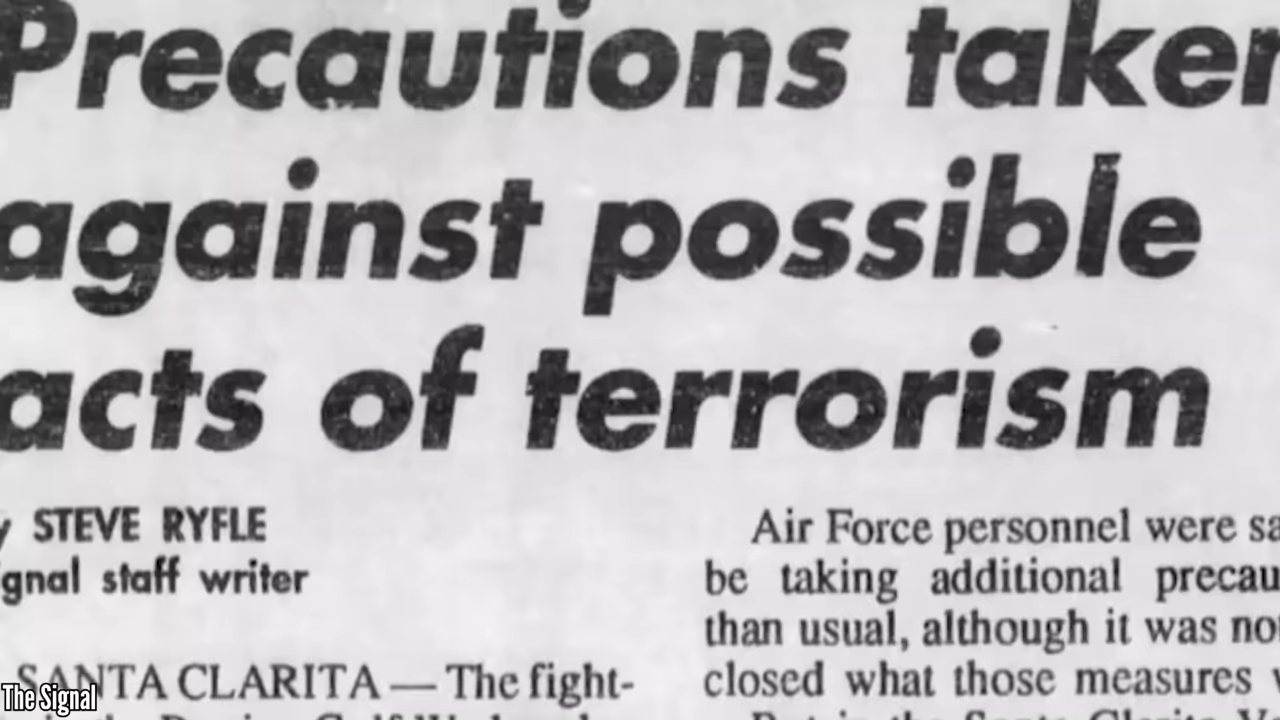 Precautions taken
against possible
acts of terrorism
STEVE RYFLE
staff writer
SANTA CLARITA — The fight-
Air Force personnel were
be taking additional
than usual, although it was
closed what those measures
The Signal